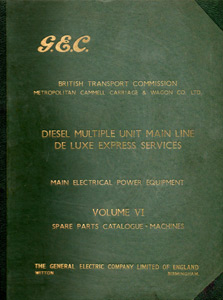 G.E.C.
BRITISH TRANSPORT COMMISSION
METROPOLITAN CAMMELL CARRIAGE & WAGON CO. LTD.
DIESEL MULTIPLE UNIT MAIN LINE
DE LUXE EXPRESS SERVICES
MAIN ELECTRICAL POWER EQUIPMENT
VOLUME VI
SPARE PARTS CATALOGUE - MACHINES
THE GENERAL ELECTRIC COMPANY LIMITED OF ENGLAND
WITTON BIRMINGHAM.